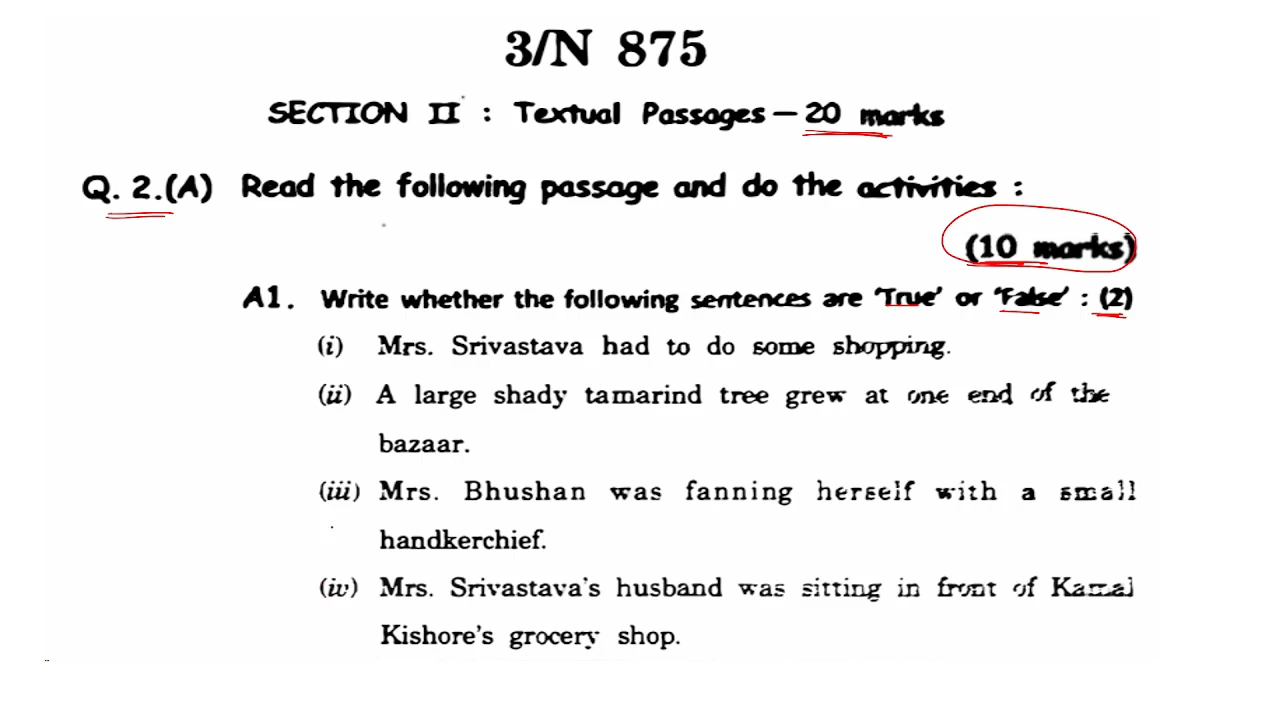 3/N 875
SECTION II : Textual Passages – 20 marks
Q. 2.(A) Read the following passage and do the activities :
(10 marks)
A1. Write whether the following sentences are 'True' or 'False' : (2)
(i) Mrs. Srivastava had to do some shopping.
(ii) A large shady tamarind tree grew at one end of the
bazaar.
(iii) Mrs. Bhushan was fanning herself with a small
handkerchief.
(iv) Mrs. Srivastava's husband was sitting in front of Kamal
Kishore's grocery shop.